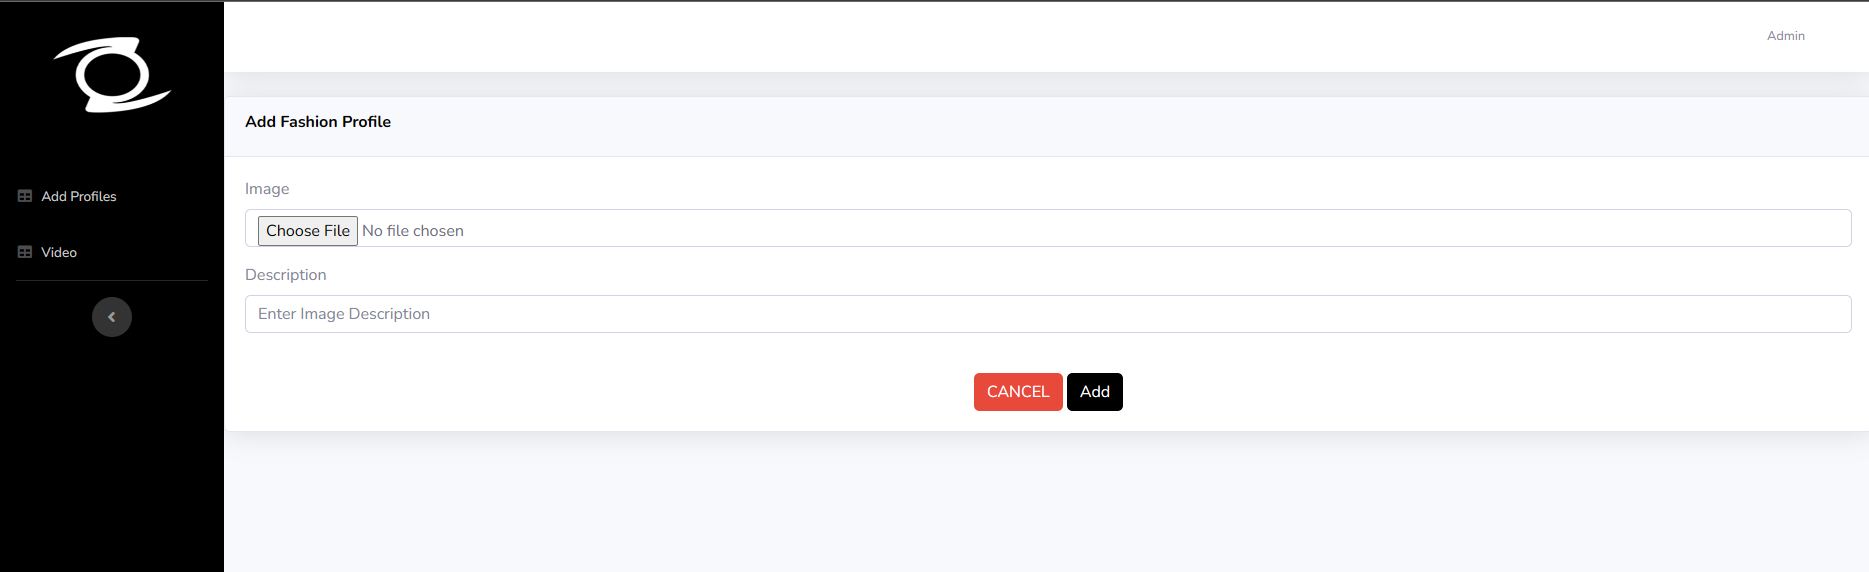 Admin
Add Fashion Profile
Add Profiles
Video
Image
Choose File No file chosen
Description
Enter Image Description
CANCEL Add